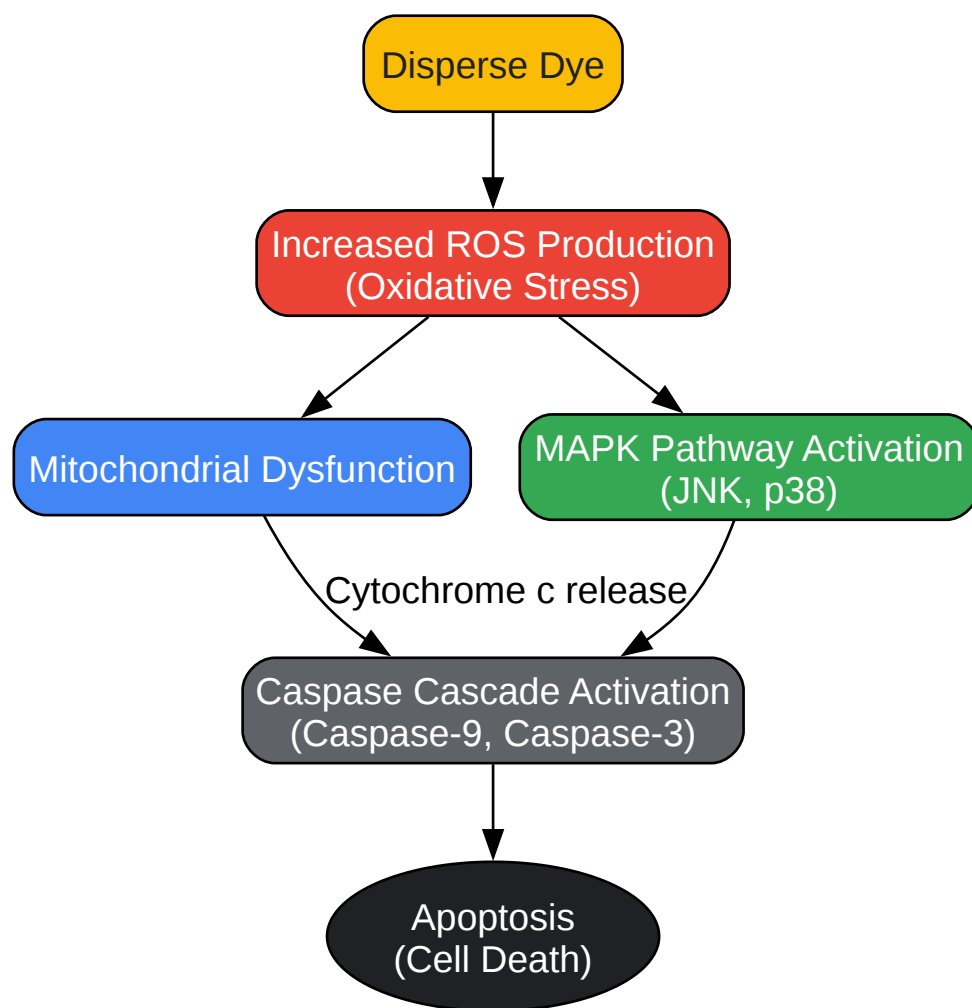 Disperse Dye
Increased ROS Production
(Oxidative Stress)
Mitochondrial Dysfunction
MAPK Pathway Activation
(JNK, p38)
Cytochrome c release
Caspase Cascade Activation
(Caspase-9, Caspase-3)
Apoptosis
(Cell Death)